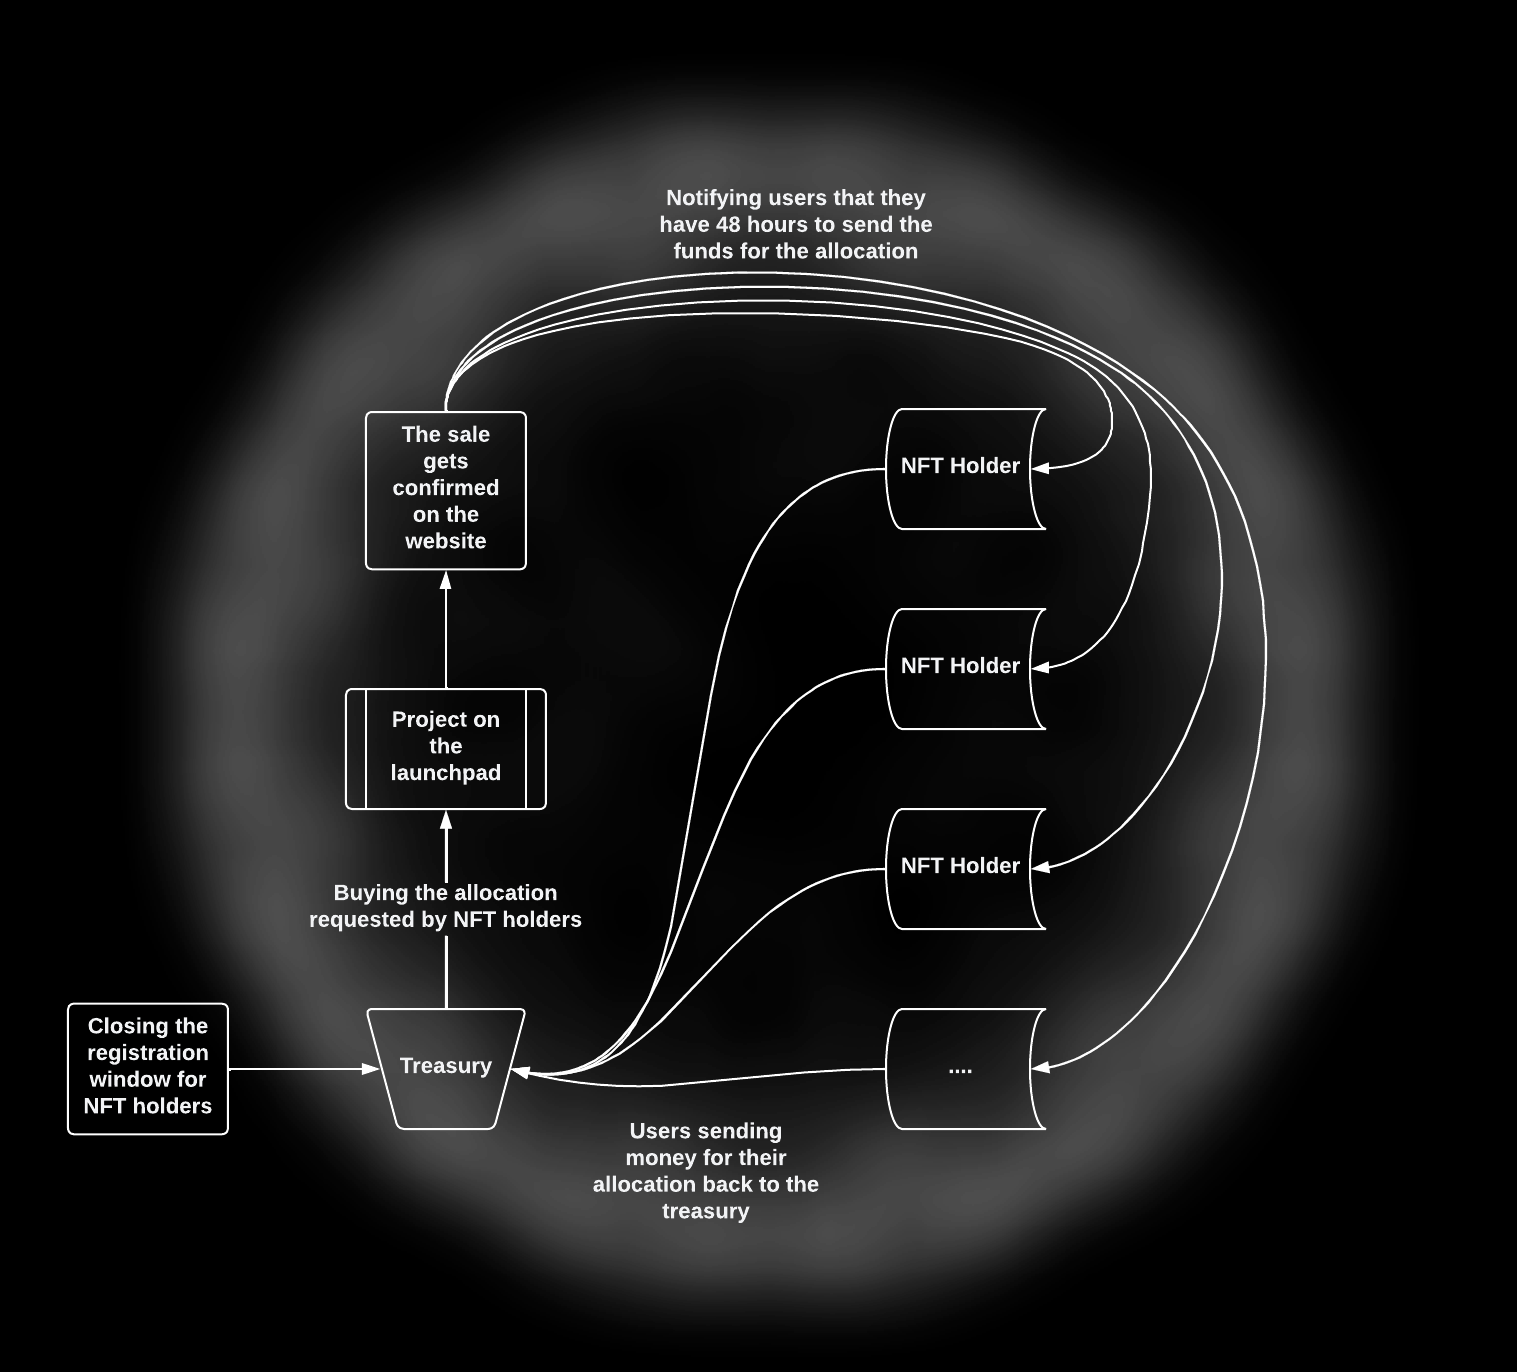 Notifying users that they
have 48 hours to send the
funds for the allocation
The sale
gets
confirmed
on the
website
NFT Holder
NFT Holder
Project on
the
launchpad
NFT Holder
Buying the allocation
requested by NFT holders
Closing the
registration
window for
NFT holders
Treasury
....
Users sending
money for their
allocation back to the
treasury